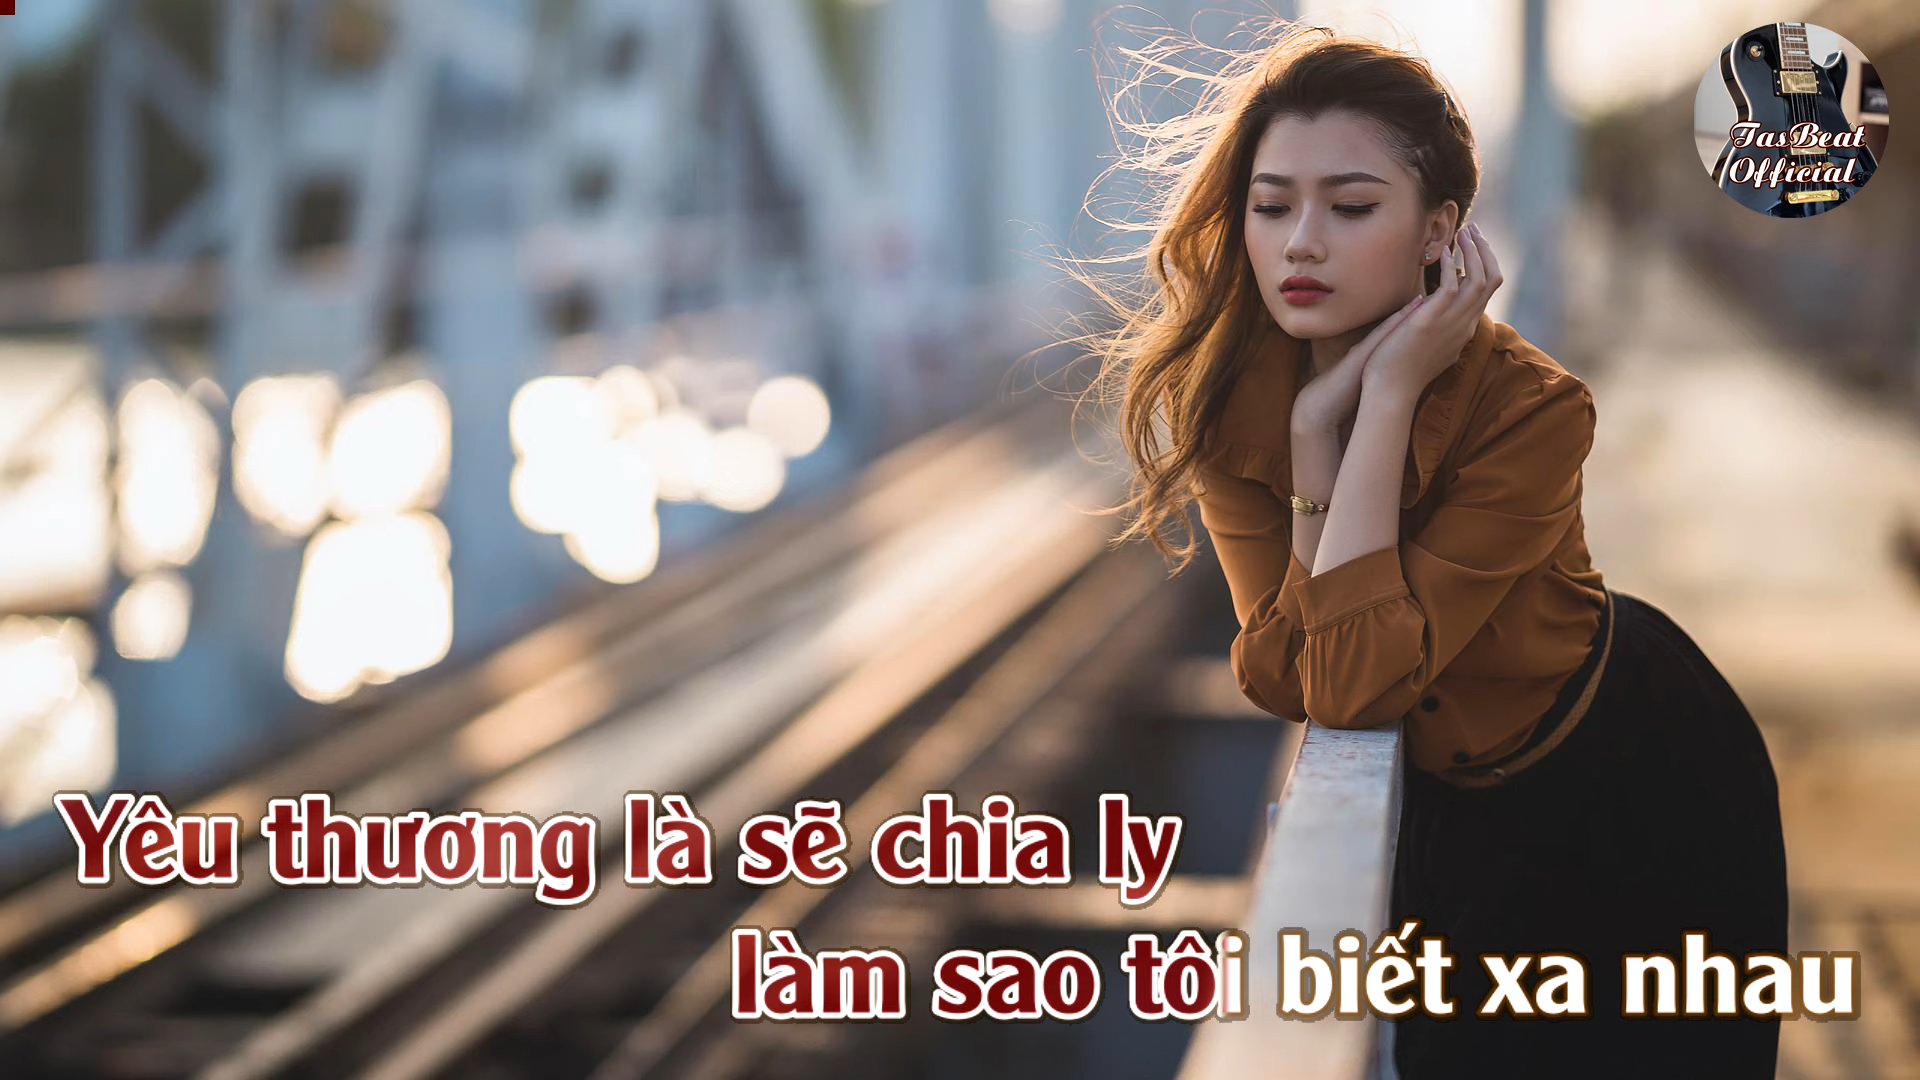 TasBeat
Official
Yêu thương là sẽ chia ly
làm sao tôi biết xa nhau